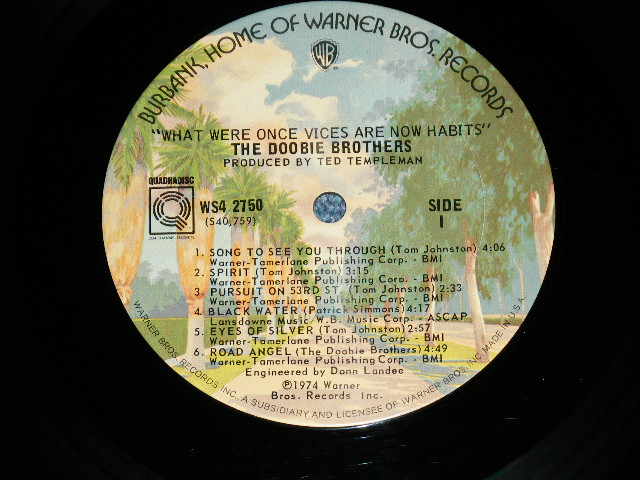 BURBANK, HOME OF WARNER BROS. RECORDS
WB
"WHAT WERE ONCE VICES ARE NOW HABITS"
THE DOOBIE BROTHERS
PRODUCED BY TED TEMPLEMAN
QUADRADISC
WS4 2750
(S40,759)
SIDE
1
1. SONG TO SEE YOU THROUGH (Tom Johnston) 4:06
Warner-Tamerlane Publishing Corp. - BMI
2. SPIRIT (Tom Johnston) 3:15
Warner-Tamerlane Publishing Corp. - BMI
3. PURSUIT ON 53RD ST. (Tom Johnston) 2:33
Warner-Tamerlane Publishing Corp. - BMI
4. BLACK WATER (Patrick Simmons) 4:17
Lansdowne Music/W.B. Music Corp. - ASCAP
5. EYES OF SILVER (Tom Johnston) 2:57
Warner-Tamerlane Publishing Corp. - BMI
6. ROAD ANGEL (The Doobie Brothers) 4:49
Warner-Tamerlane Publishing Corp. - BMI
Engineered by Donn Landee
℗1974 Warner
Bros. Records Inc.
WARNER BROS. RECORDS INC., A SUBSIDIARY AND LICENSEE OF WARNER BROS. INC. MADE IN U.S.A.